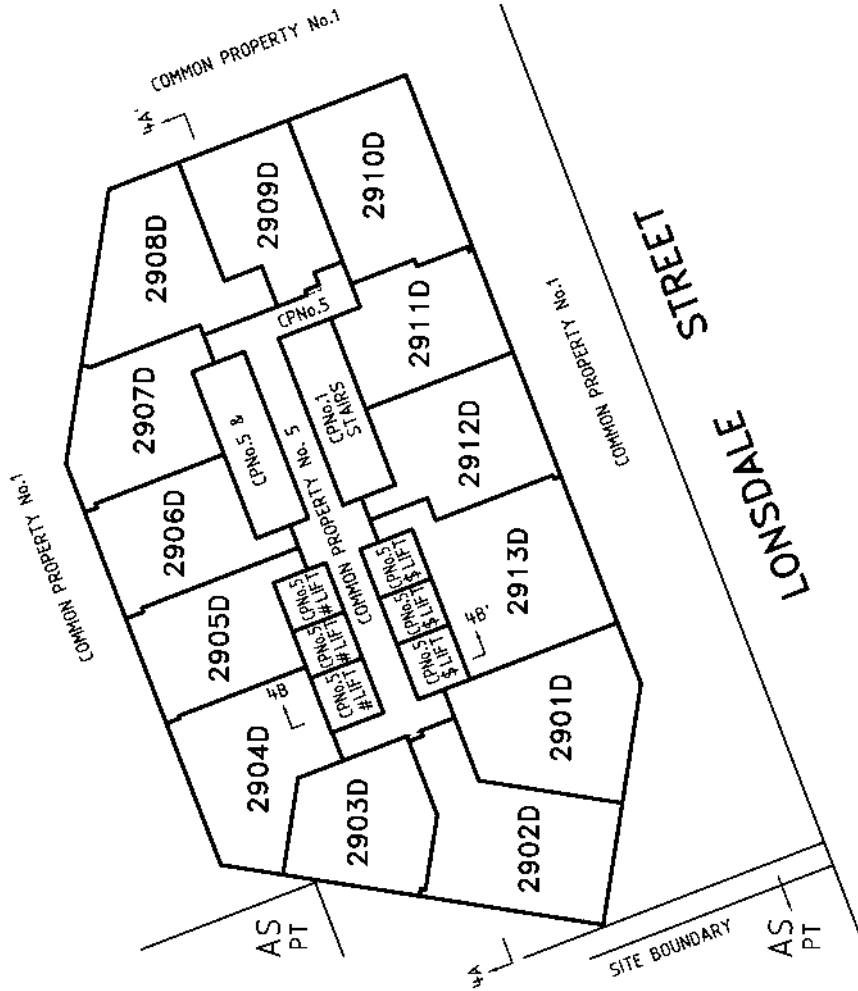 COMMON PROPERTY No.1
4A'
2908D
2909D
2910D
2907D
CPNo.5
2911D
COMMON PROPERTY No.1
LONSDALE STREET
CPNo.5 &
CPNo.1
STAIRS
2906D
COMMON PROPERTY No. 5
2912D
COMMON PROPERTY No.1
2905D
CPNo.5
# LIFT
CPNo.5
# LIFT
CPNo.5
# LIFT
CPNo.5
$ LIFT
CPNo.5
$ LIFT
CPNo.5
$ LIFT
2913D
4B
4B'
2904D
2903D
2901D
2902D
AS
PT
4A
SITE BOUNDARY
AS
PT